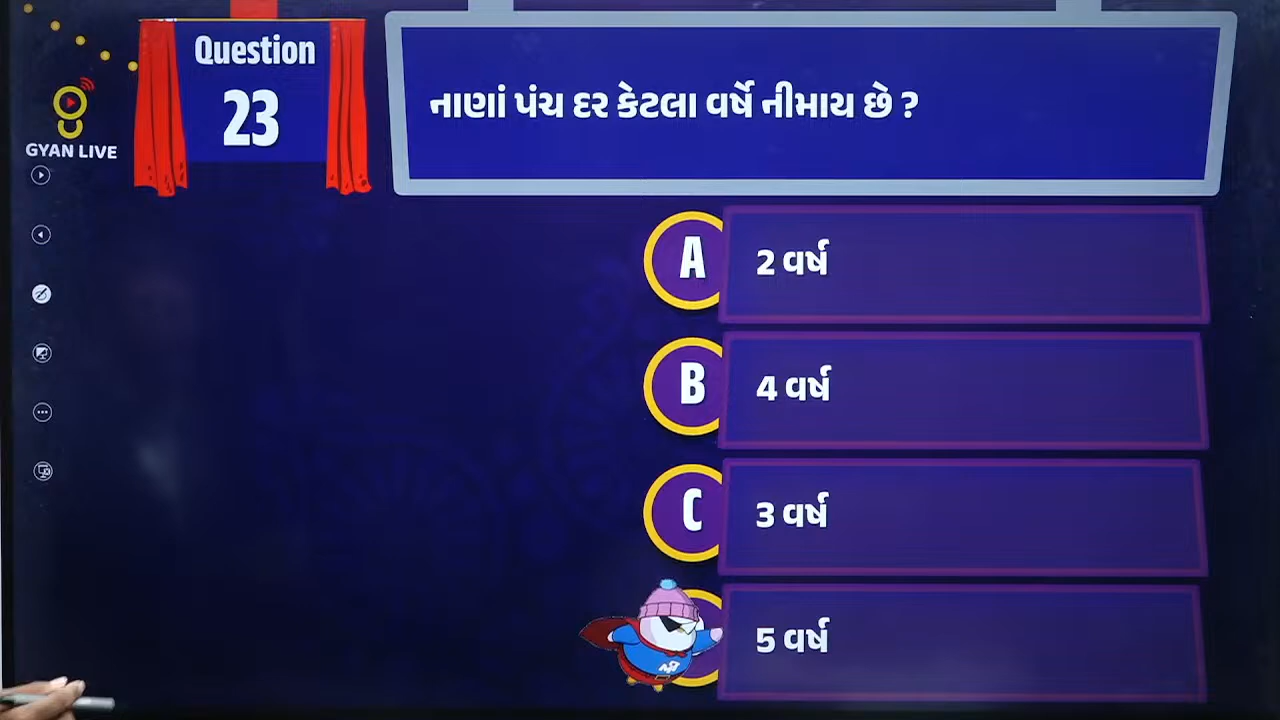 Question
23
GYAN LIVE
નાણાં પંચ દર કેટલા વર્ષે નીમાય છે ?
A
2 વર્ષ
B
4 વર્ષ
C
3 વર્ષ
5 વર્ષ